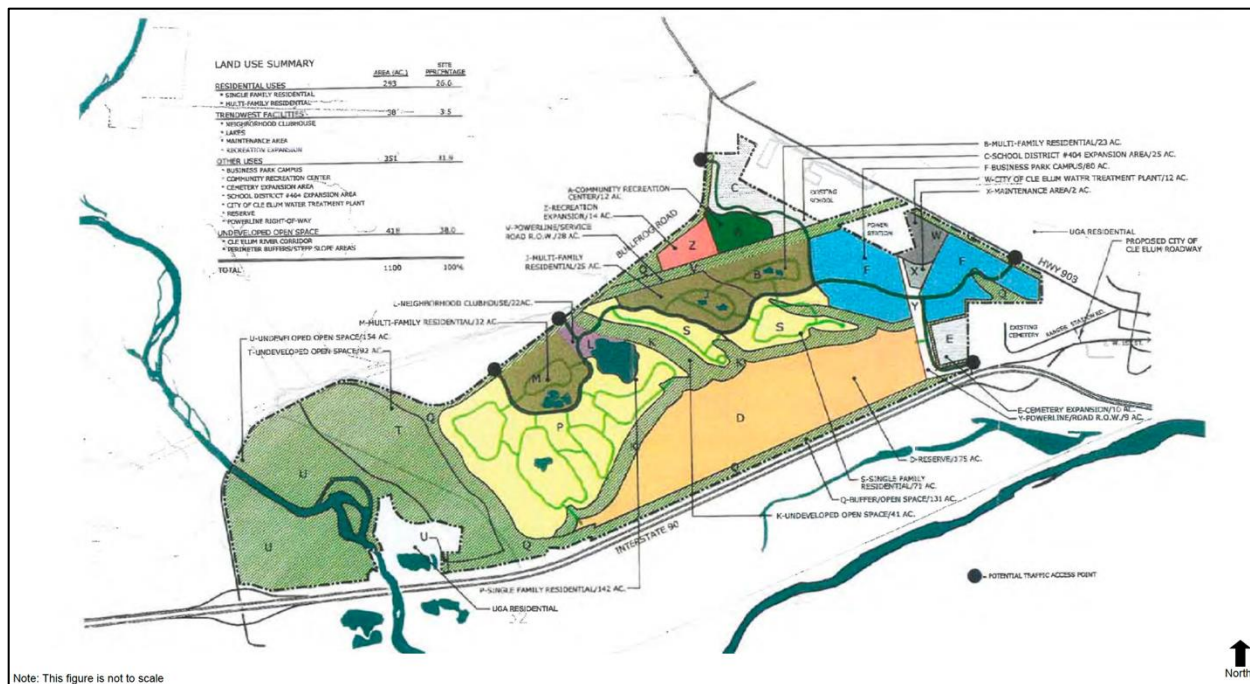 LAND USE SUMMARY
AREA (AC.) SITE PERCENTAGE
RESIDENTIAL USES 293 26.6
* SINGLE FAMILY RESIDENTIAL
* MULTI-FAMILY RESIDENTIAL
TRENDWEST FACILITIES 38 3.5
* NEIGHBORHOOD CLUBHOUSE
* LAKES
* MAINTENANCE AREA
* RECREATION EXPANSION
OTHER USES 351 31.9
* BUSINESS PARK CAMPUS
* COMMUNITY RECREATION CENTER
* CEMETERY EXPANSION AREA
* SCHOOL DISTRICT #404 EXPANSION AREA
* CITY OF CLE ELUM WATER TREATMENT PLANT
* RESERVE
* POWERLINE RIGHT-OF-WAY
UNDEVELOPED OPEN SPACE 418 38.0
* CLE ELUM RIVER CORRIDOR
* PERIMETER BUFFERS/STEEP SLOPE AREAS
TOTAL 1100 100%
B-MULTI-FAMILY RESIDENTIAL/23 AC.
C-SCHOOL DISTRICT #404 EXPANSION AREA/25 AC.
F-BUSINESS PARK CAMPUS/80 AC.
W-CITY OF CLE ELUM WATER TREATMENT PLANT/12 AC.
X-MAINTENANCE AREA/2 AC.
A-COMMUNITY RECREATION
CENTER/12 AC
Z-RECREATION
EXPANSION/14 AC.
V-POWERLINE/SERVICE
ROAD R.O.W./28 AC.
J-MULTI-FAMILY
RESIDENTIAL/25 AC.
L-NEIGHBORHOOD CLUBHOUSE/22AC.
M-MULTI-FAMILY RESIDENTIAL/32 AC.
U-UNDEVELOPED OPEN SPACE/154 AC.
T-UNDEVELOPED OPEN SPACE/92 AC.
BULLFROG ROAD
EXISTING
SCHOOL
POWER
STATION
UGA RESIDENTIAL
PROPOSED CITY OF
CLE ELUM ROADWAY
HWY 903
RANGER STATION RD.
EXISTING
CEMETERY
C
Z
Q
V
B
J
F
W
X
F
Y
E
S
S
L
K
K
M
P
D
T
Q
U
U
U
Q
E-CEMETERY EXPANSION/10 AC.
Y-POWERLINE/ROAD R.O.W./9 AC.
D-RESERVE/175 AC.
S-SINGLE FAMILY
RESIDENTIAL/71 AC.
Q-BUFFER/OPEN SPACE/131 AC.
K-UNDEVELOPED OPEN SPACE/41 AC.
INTERSTATE 90
P-SINGLE FAMILY RESIDENTIAL/142 AC.
UGA RESIDENTIAL
POTENTIAL TRAFFIC ACCESS POINT
Note: This figure is not to scale
North